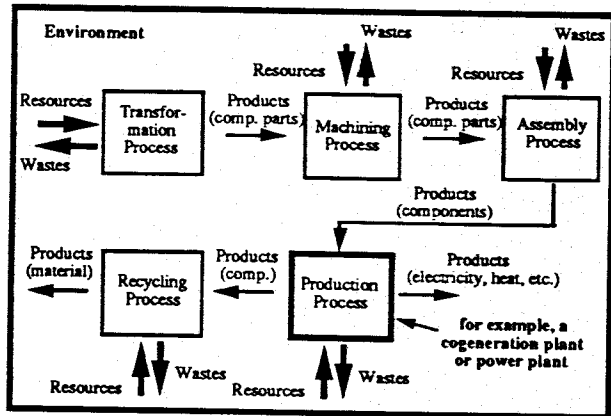 Environment
Wastes
Wastes
Resources
Resources
Resources
Wastes
Transfor-
mation
Process
Products
(comp. parts)
Machining
Process
Products
(comp. parts)
Assembly
Process
Products
(components)
Products
(material)
Recycling
Process
Products
(comp.)
Production
Process
Products
(electricity, heat, etc.)
for example, a
cogeneration plant
or power plant
Resources
Wastes
Resources
Wastes